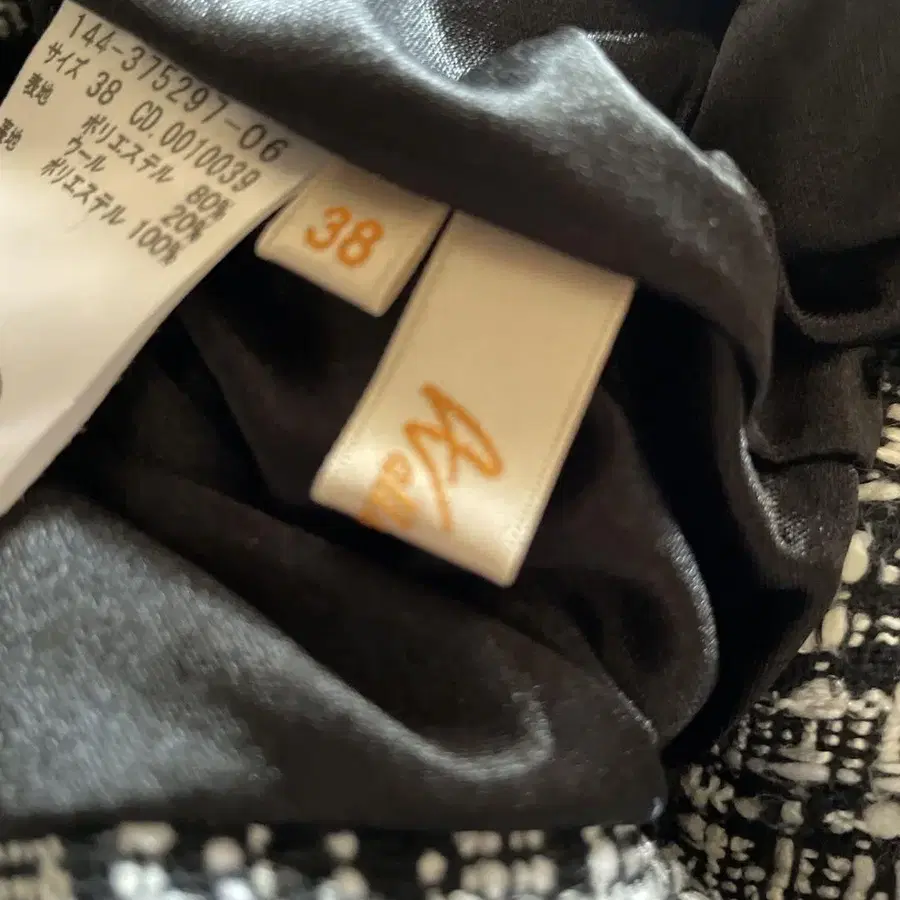 144-375297-06
サイズ 38 CD.0010039
表地 ポリエステル 80%
ウール 20%
裏地 ポリエステル 100%
38